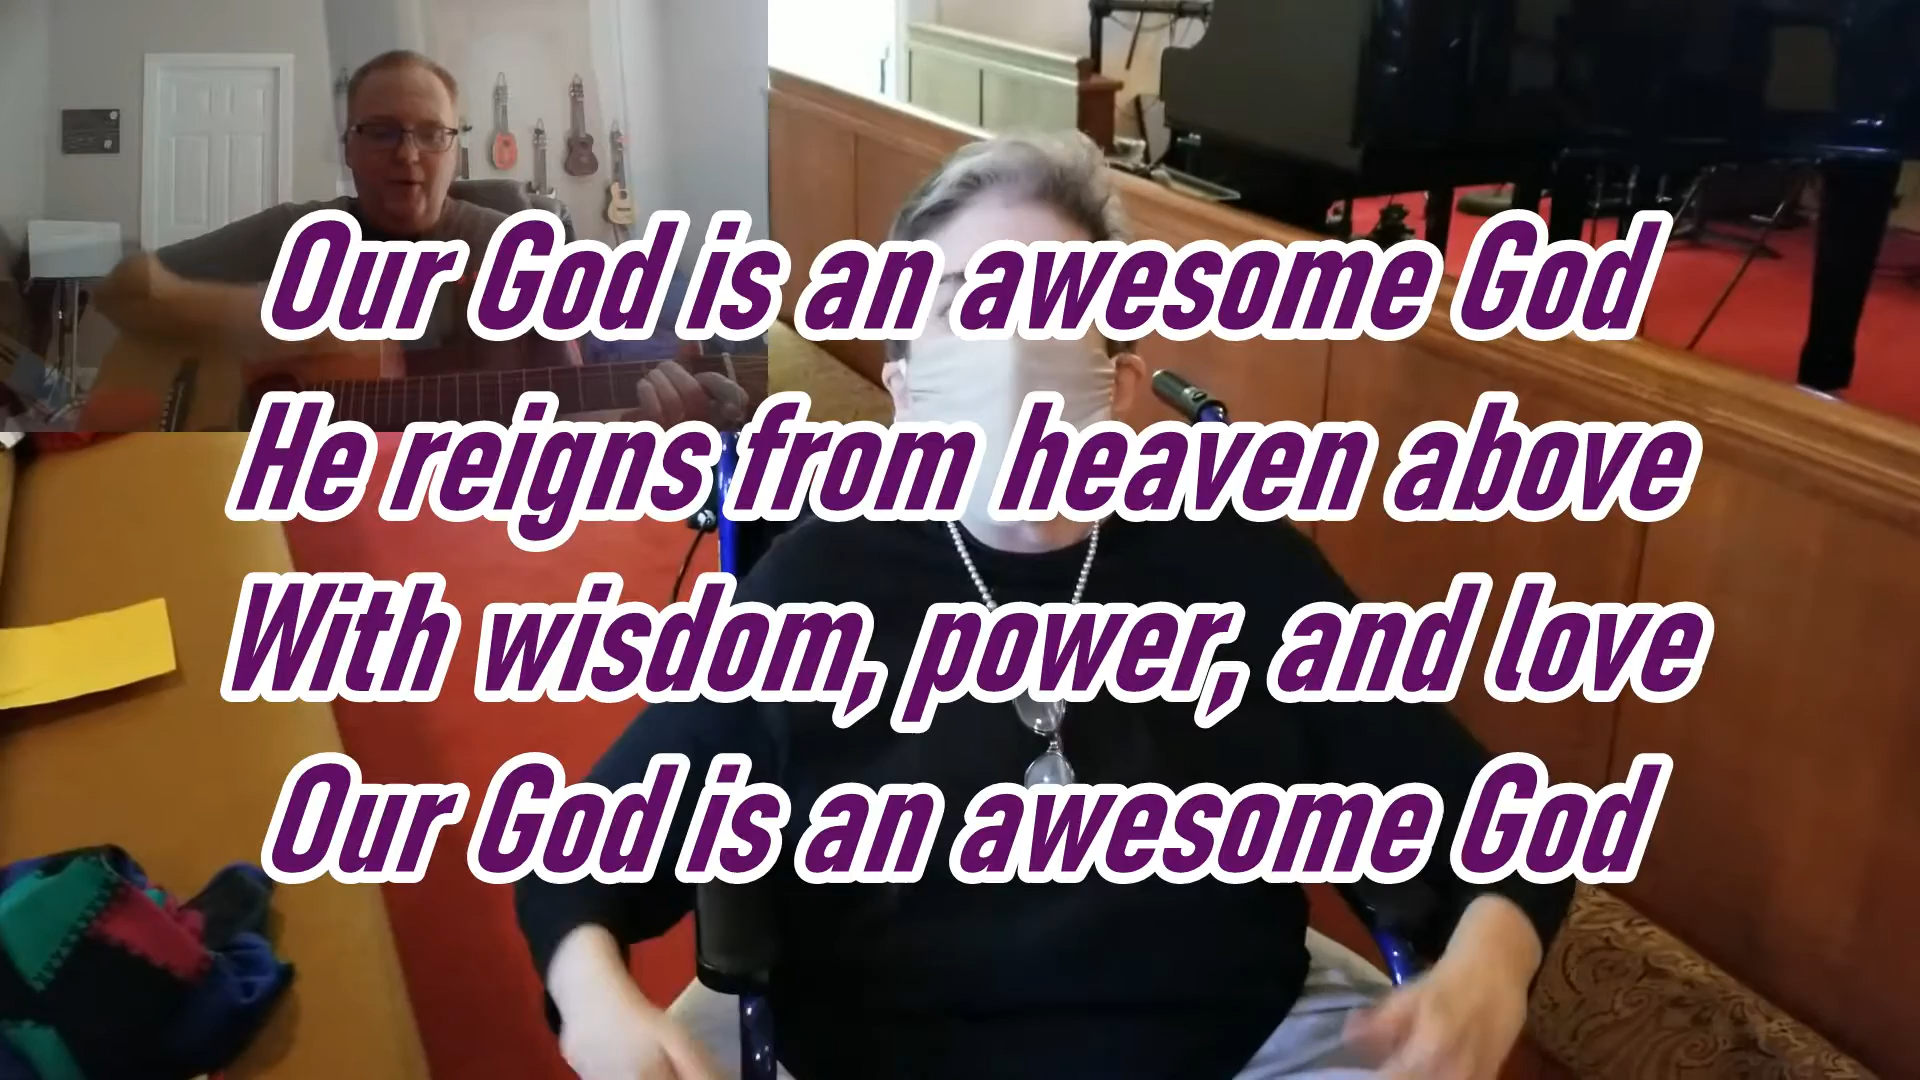 Our God is an awesome God
He reigns from heaven above
With wisdom, power, and love
Our God is an awesome God